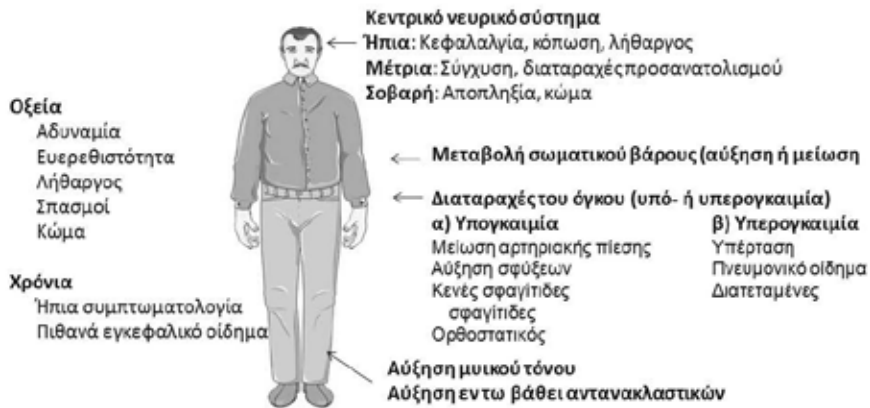 Κεντρικό νευρικό σύστημα
Ήπια: Κεφαλαλγία, κόπωση, λήθαργος
Μέτρια: Σύγχυση, διαταραχές προσανατολισμού
Σοβαρή: Αποπληξία, κώμα
Οξεία
Αδυναμία
Ευερεθιστότητα
Λήθαργος
Σπασμοί
Κώμα
Χρόνια
Ήπια συμπτωματολογία
Πιθανά εγκεφαλικό οίδημα
Μεταβολή σωματικού βάρους (αύξηση ή μείωση
Διαταραχές του όγκου (υπό- ή υπερογκαιμία)
α) Υπογκαιμία
Μείωση αρτηριακής πίεσης
Αύξηση σφύξεων
Κενές σφαγίτιδες
σφαγίτιδες
Ορθοστατικός
β) Υπερογκαιμία
Υπέρταση
Πνευμονικό οίδημα
Διατεταμένες
Αύξηση μυικού τόνου
Αύξηση εν τω βάθει αντανακλαστικών